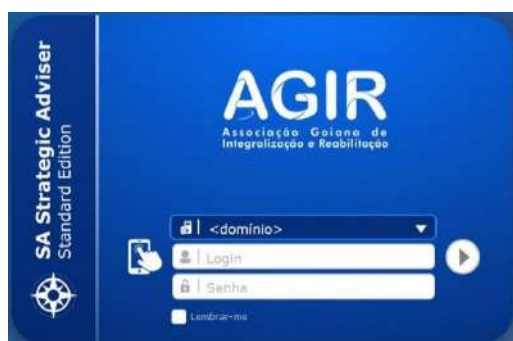 SA Strategic Adviser
Standard Edition
AGIR
Associação Goiana de
Integralização e Reabilitação
<domínio>
Login
Senha
Lembrar-me